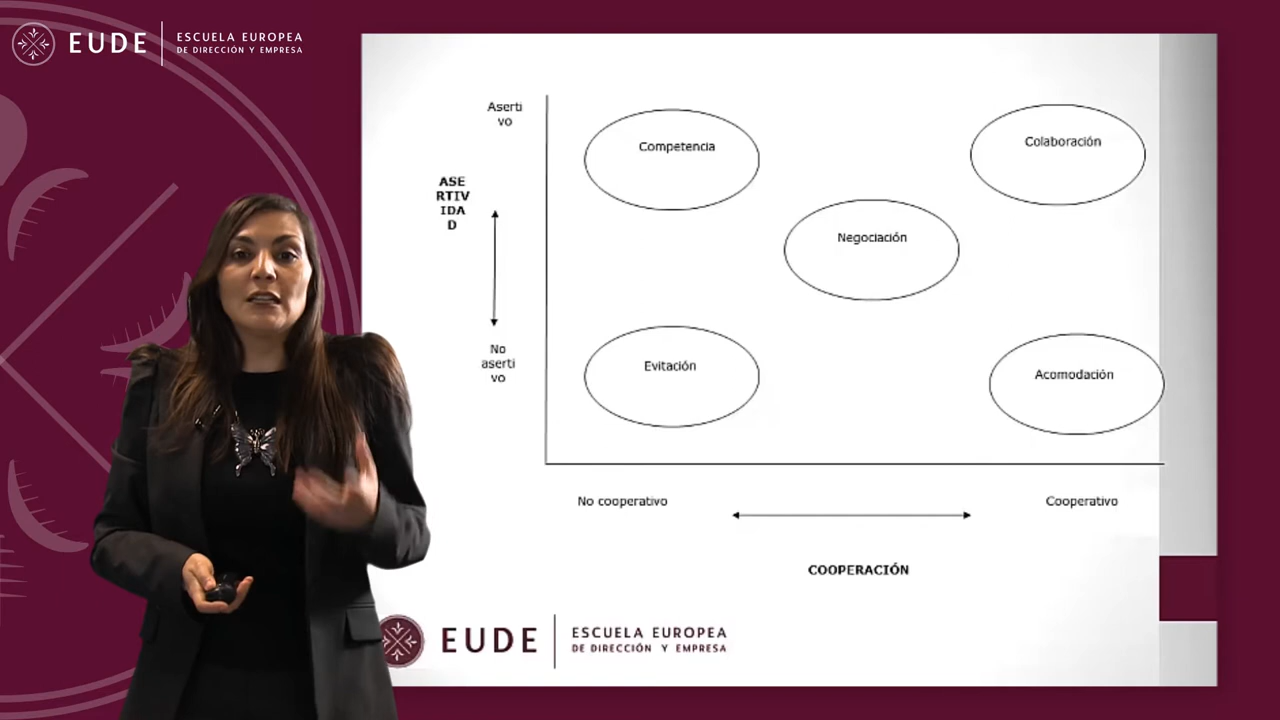 EUDE
ESCUELA EUROPEA
DE DIRECCIÓN Y EMPRESA
Aserti
vo
Competencia
Colaboración
ASE
RTIV
IDA
D
Negociación
No
aserti
vo
Evitación
Acomodación
No cooperativo
Cooperativo
COOPERACIÓN
EUDE
ESCUELA EUROPEA
DE DIRECCIÓN Y EMPRESA